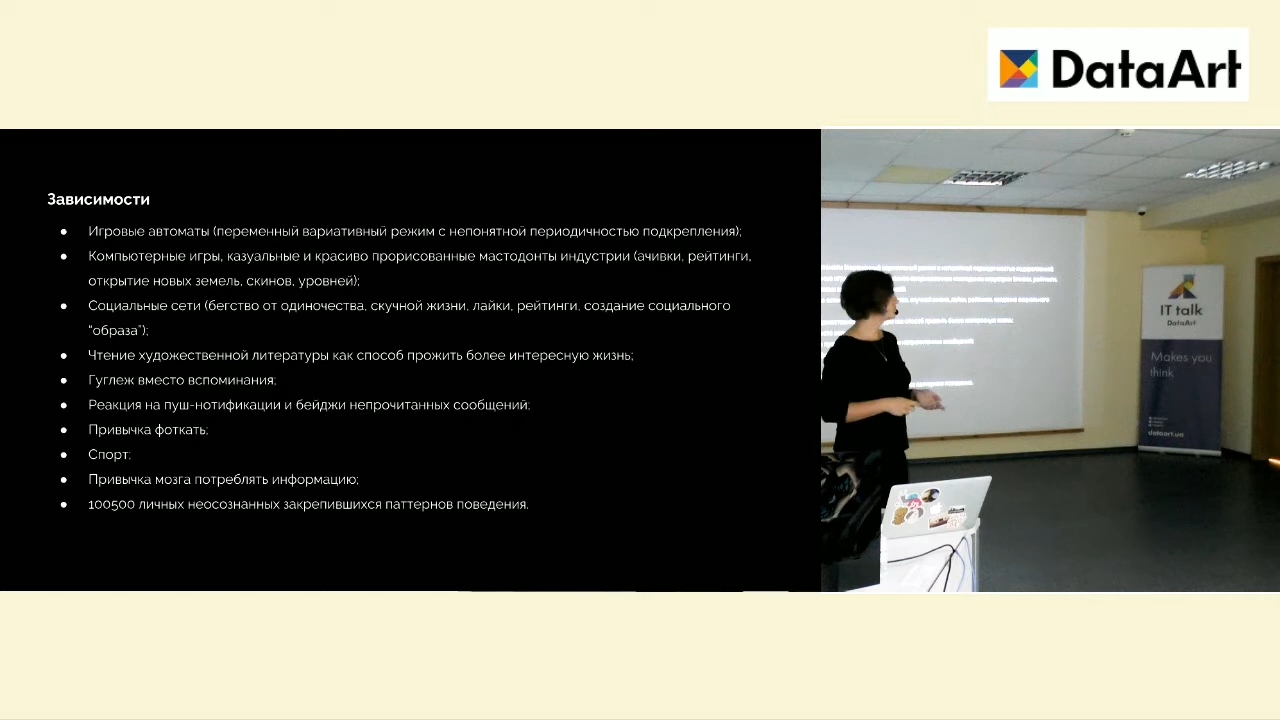 DataArt
Зависимости
● Игровые автоматы (переменный вариативный режим с непонятной периодичностью подкрепления);
● Компьютерные игры, казуальные и красиво прорисованные мастодонты индустрии (ачивки, рейтинги,
открытие новых земель, скинов, уровней);
● Социальные сети (бегство от одиночества, скучной жизни, лайки, рейтинги, создание социального
“образа”);
● Чтение художественной литературы как способ прожить более интересную жизнь;
● Гуглеж вместо вспоминания;
● Реакция на пуш-нотификации и бейджи непрочитанных сообщений;
● Привычка фоткать;
● Спорт;
● Привычка мозга потреблять информацию;
● 100500 личных неосознанных закрепившихся паттернов поведения.
IT talk
DataArt
Makes you
think
dataart.ua